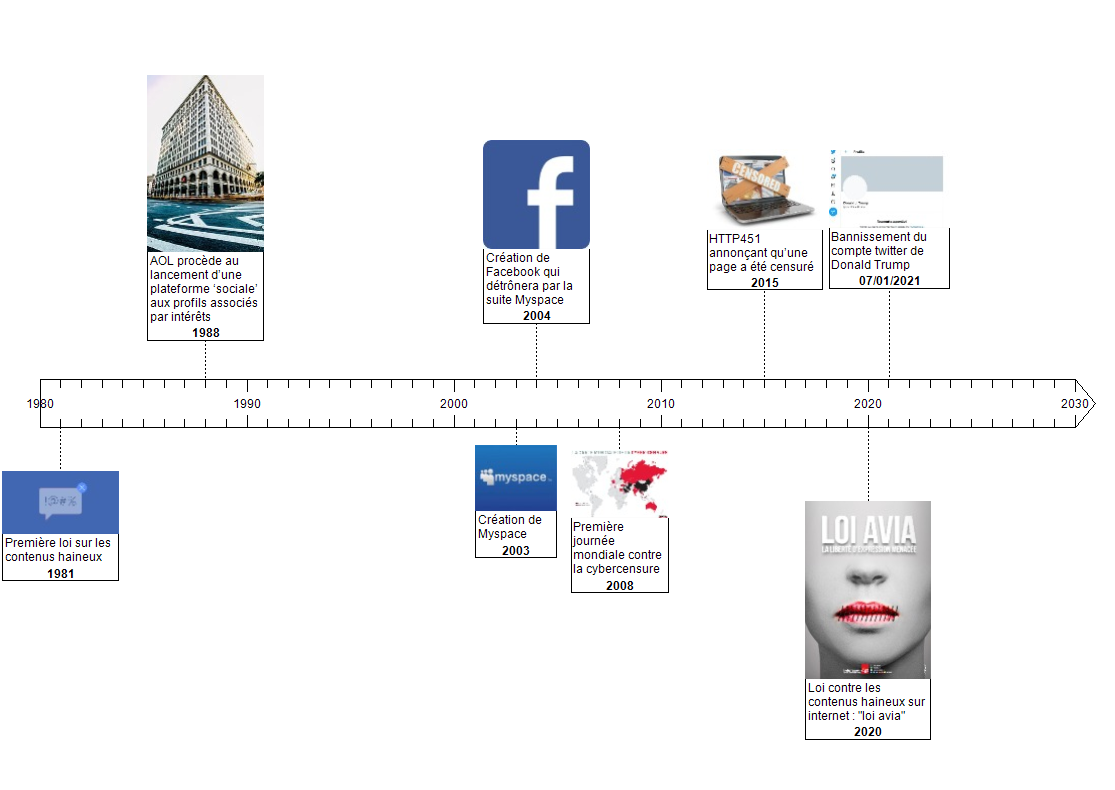 AOL procède au
lancement d'une
plateforme 'sociale'
aux profils associés
par intérêts
1988
Création de
Facebook qui
détrônera par la
suite Myspace
2004
CENSORED
HTTP451
annonçant qu'une
page a été censuré
2015
Bannissement du
compte twitter de
Donald Trump
07/01/2021
1980
1990
2000
2010
2020
2030
!@#%
Première loi sur les
contenus haineux
1981
myspace
Création de
Myspace
2003
Première
journée
mondiale contre
la cybercensure
2008
LOI AVIA
LA LIBERTÉ D'EXPRESSION MENACÉE
Loi contre les
contenus haineux sur
internet : "loi avia"
2020